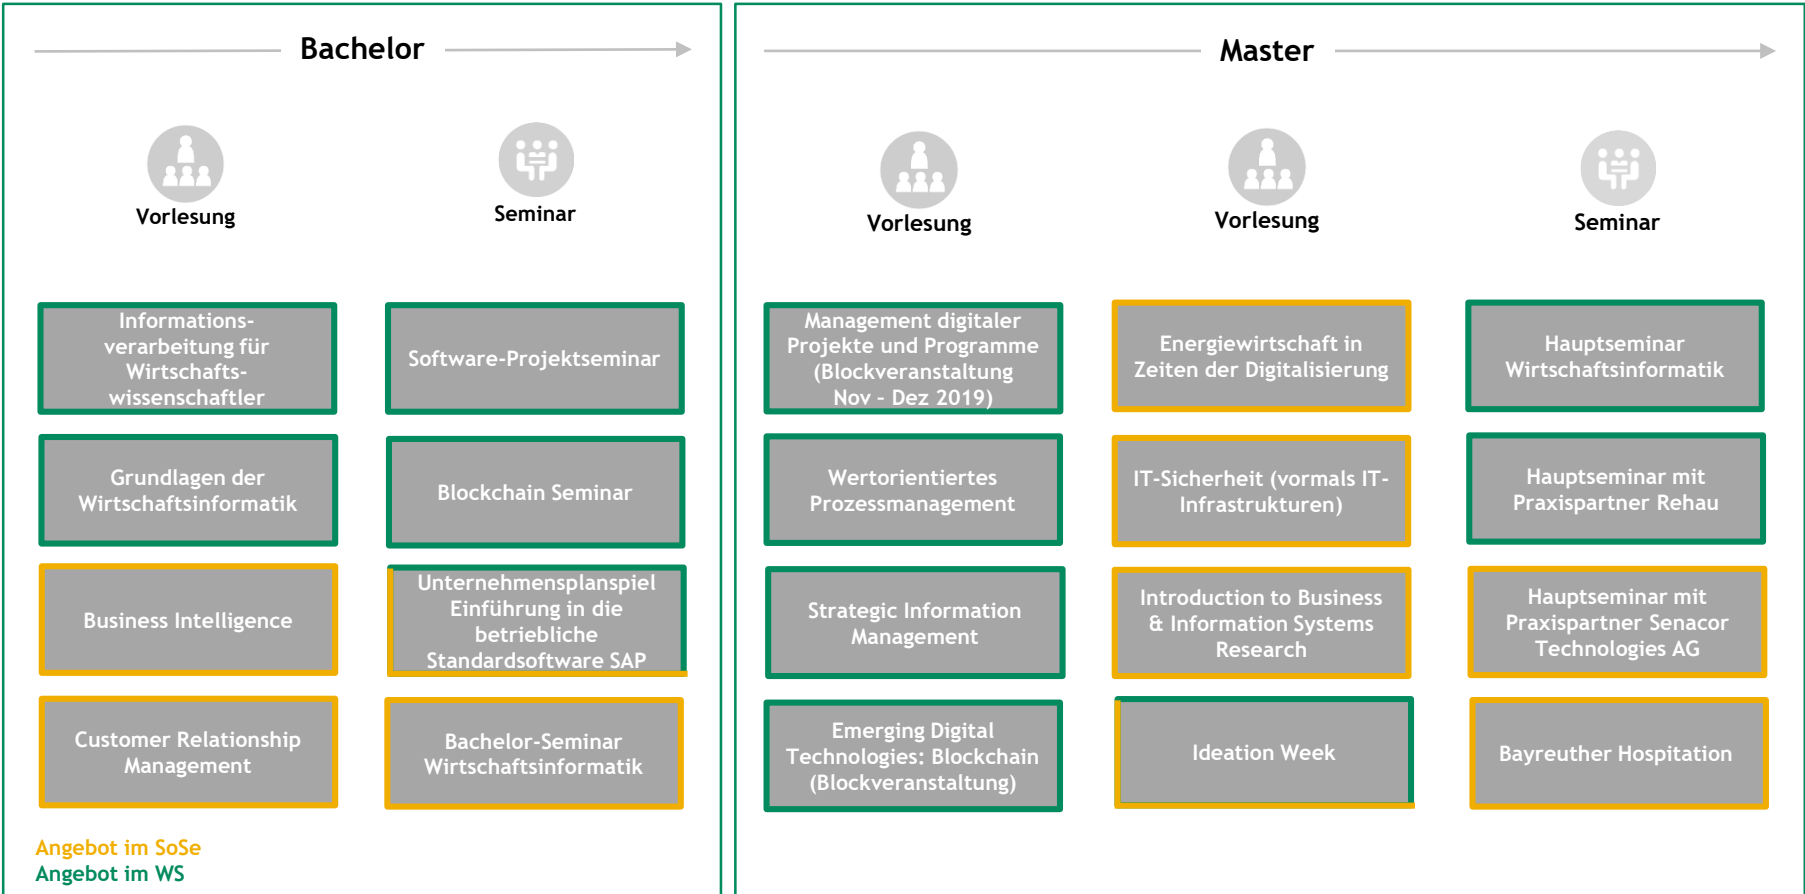 Bachelor
Vorlesung
Seminar
Informations-
verarbeitung für
Wirtschafts-
wissenschaftler
Software-Projektseminar
Grundlagen der
Wirtschaftsinformatik
Blockchain Seminar
Business Intelligence
Unternehmensplanspiel
Einführung in die
betriebliche
Standardsoftware SAP
Customer Relationship
Management
Bachelor-Seminar
Wirtschaftsinformatik
Angebot im SoSe
Angebot im WS
Master
Vorlesung
Vorlesung
Seminar
Management digitaler
Projekte und Programme
(Blockveranstaltung
Nov – Dez 2019)
Energiewirtschaft in
Zeiten der Digitalisierung
Hauptseminar
Wirtschaftsinformatik
Wertorientiertes
Prozessmanagement
IT-Sicherheit (vormals IT-
Infrastrukturen)
Hauptseminar mit
Praxispartner Rehau
Strategic Information
Management
Introduction to Business
& Information Systems
Research
Hauptseminar mit
Praxispartner Senacor
Technologies AG
Emerging Digital
Technologies: Blockchain
(Blockveranstaltung)
Ideation Week
Bayreuther Hospitation